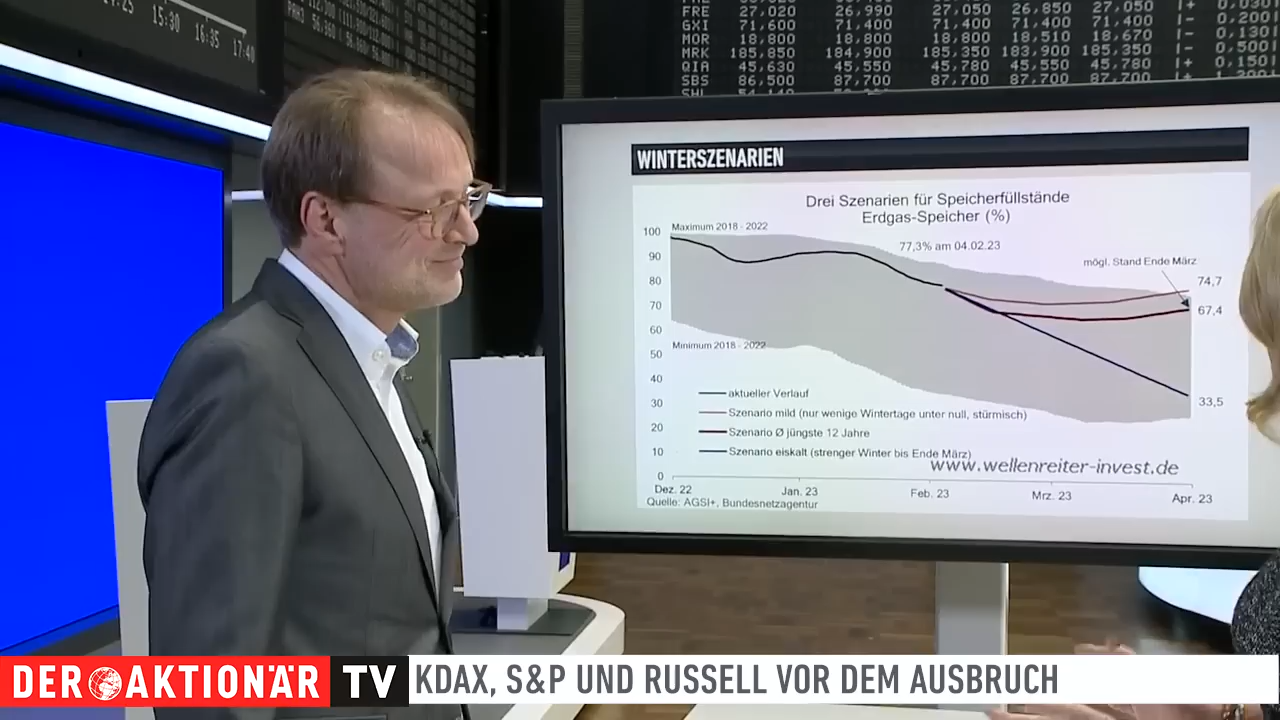 15:30
16:35
17:40
FRE 27,020 26,990 27,050 26,850 27,050
GXI 71,600 71,400 71,400 71,400 71,400
MOR 18,800 18,800 18,800 18,510 18,670
MRK 185,850 184,900 185,350 183,900 185,350
QIA 45,630 45,550 45,780 45,550 45,780
SBS 86,500 87,700 87,700 87,700 87,700
WINTERSZENARIEN
Drei Szenarien für Speicherfüllstände
Erdgas-Speicher (%)
Maximum 2018 - 2022
77,3% am 04.02.23
mögl. Stand Ende März
100
90
80
70
60
50
40
30
20
10
0
74,7
67,4
33,5
Minimum 2018 - 2022
aktueller Verlauf
Szenario mild (nur wenige Wintertage unter null, stürmisch)
Szenario Ø jüngste 12 Jahre
Szenario eiskalt (strenger Winter bis Ende März)
www.wellenreiter-invest.de
Dez. 22 Jan. 23 Feb. 23 Mrz. 23 Apr. 23
Quelle: AGSI+, Bundesnetzagentur
DER AKTIONÄR TV
KDAX, S&P UND RUSSELL VOR DEM AUSBRUCH